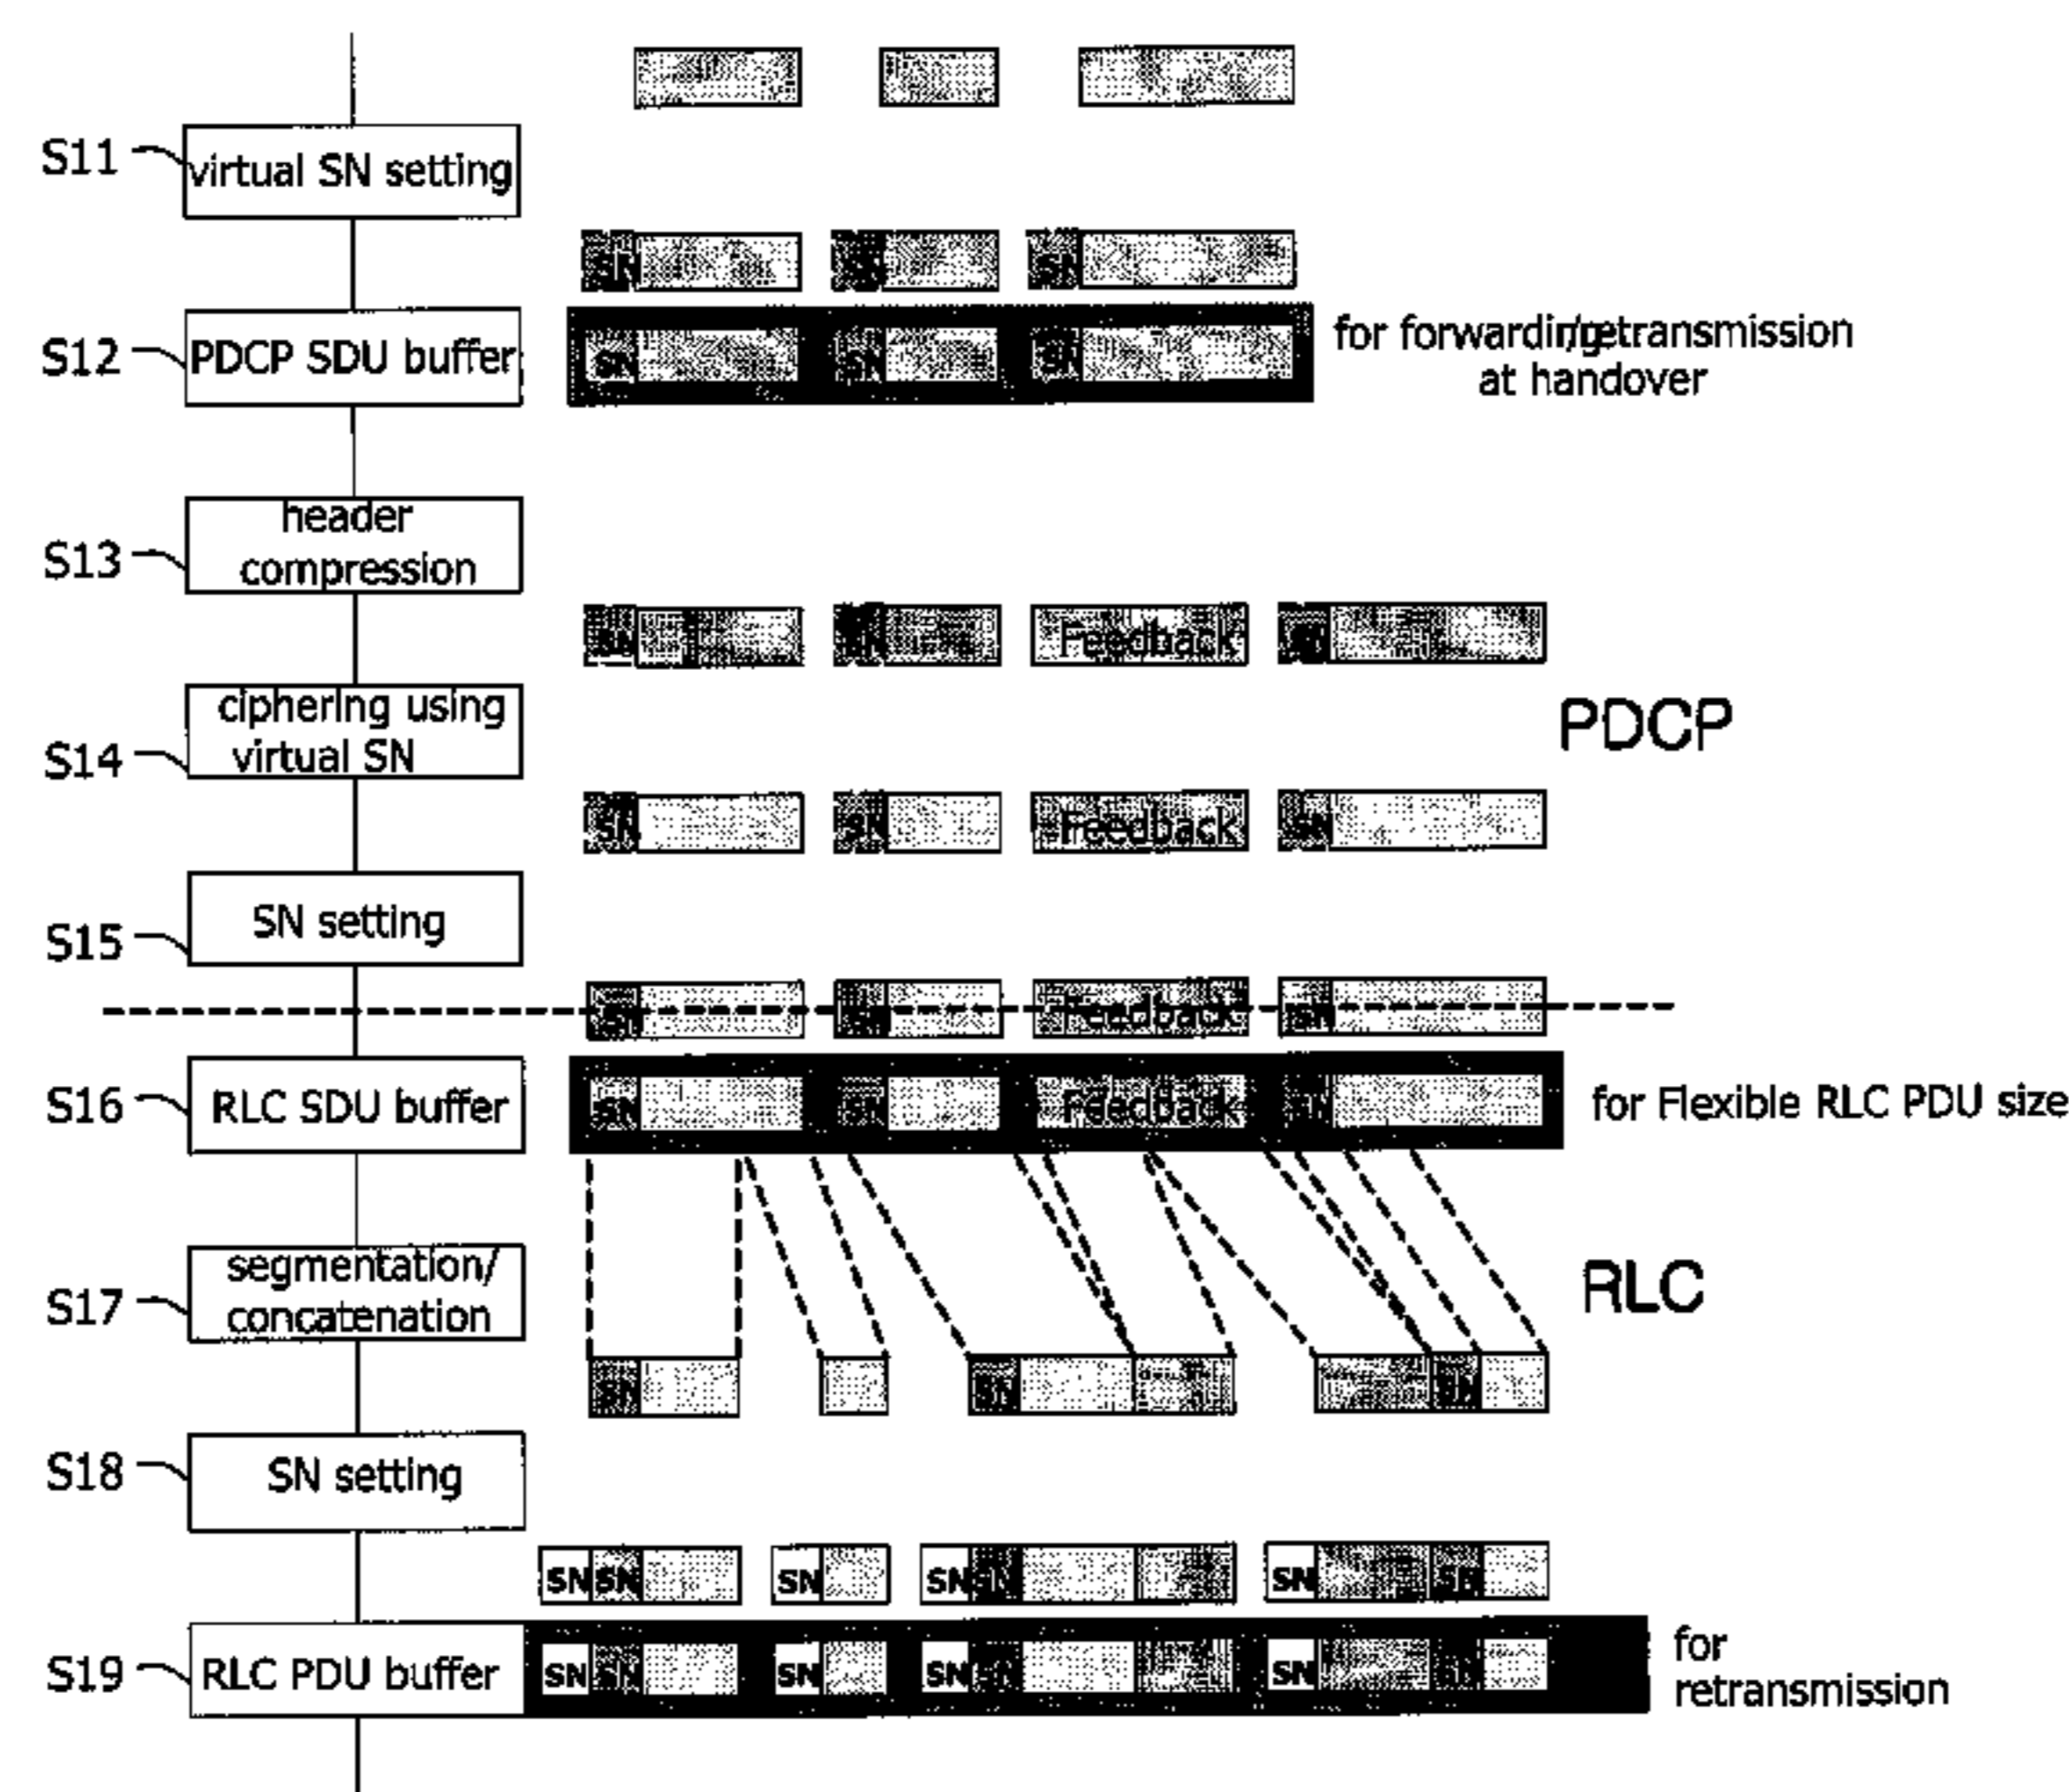 S11
virtual SN setting
SN SN SN
S12
PDCP SDU buffer
SN SN SN
for forwarding/retransmission
at handover
S13
header
compression
SN SN Feedback SN
S14
ciphering using
virtual SN
PDCP
SN SN Feedback SN
S15
SN setting
SN SN Feedback SN
S16
RLC SDU buffer
SN SN Feedback SN
for Flexible RLC PDU size
S17
segmentation/
concatenation
RLC
SN SN SN
S18
SN setting
SN SN SN SN SN SN SN
S19
RLC PDU buffer
SN SN SN SN SN SN SN
for
retransmission